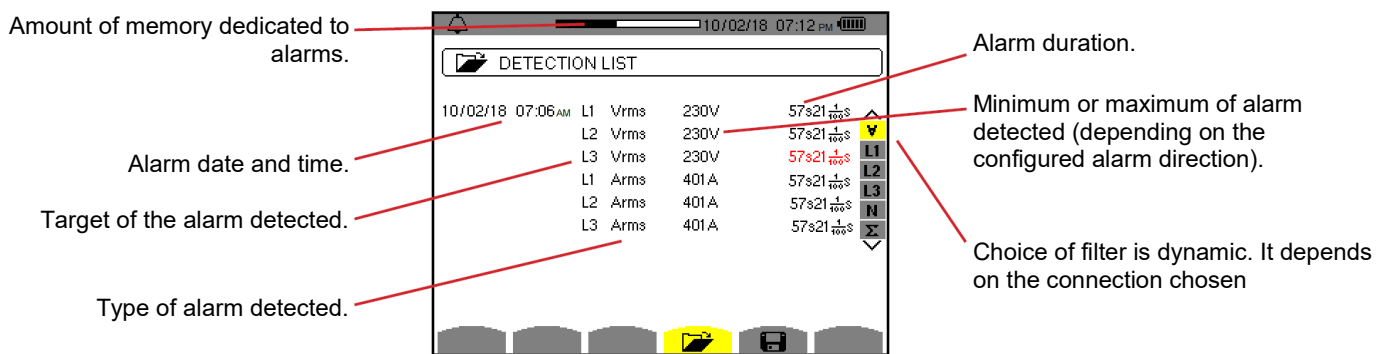 Amount of memory dedicated to
alarms.
Alarm date and time.
Target of the alarm detected.
Type of alarm detected.
10/02/18 07:12 PM
DETECTION LIST
10/02/18 07:06 AM L1 Vrms 230V 57s21 1/100 s
L2 Vrms 230V 57s21 1/100 s
L3 Vrms 230V 57s21 1/100 s
L1 Arms 401A 57s21 1/100 s
L2 Arms 401A 57s21 1/100 s
L3 Arms 401A 57s21 1/100 s
∀
L1
L2
L3
N
Σ
Alarm duration.
Minimum or maximum of alarm
detected (depending on the
configured alarm direction).
Choice of filter is dynamic. It depends
on the connection chosen